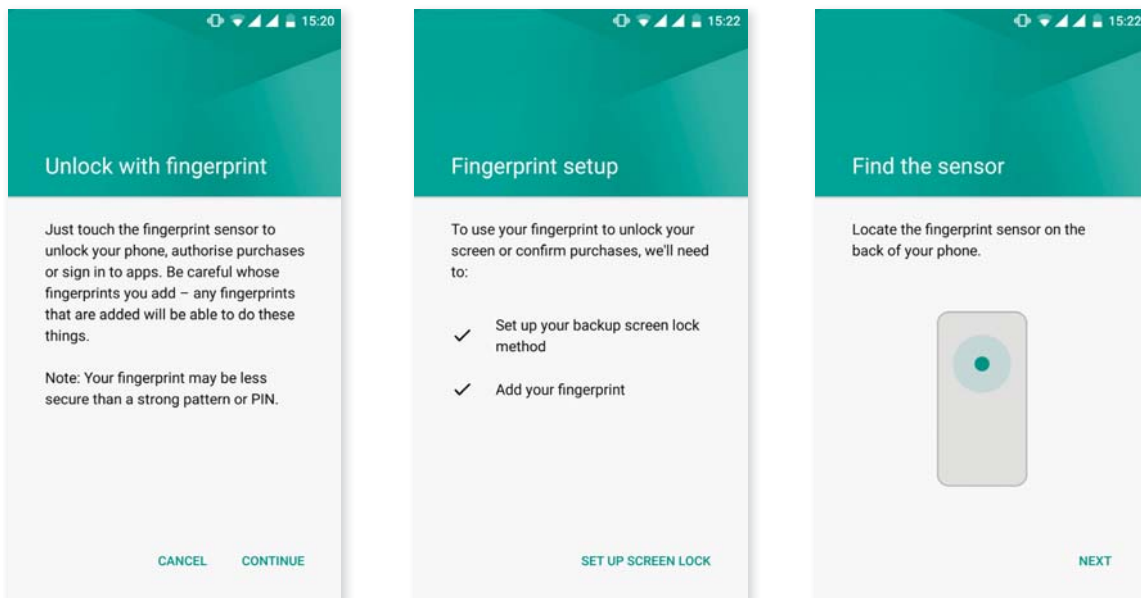 15:20
Unlock with fingerprint
Just touch the fingerprint sensor to
unlock your phone, authorise purchases
or sign in to apps. Be careful whose
fingerprints you add – any fingerprints
that are added will be able to do these
things.
Note: Your fingerprint may be less
secure than a strong pattern or PIN.
CANCEL CONTINUE
15:22
Fingerprint setup
To use your fingerprint to unlock your
screen or confirm purchases, we'll need
to:
Set up your backup screen lock
method
Add your fingerprint
SET UP SCREEN LOCK
15:22
Find the sensor
Locate the fingerprint sensor on the
back of your phone.
NEXT